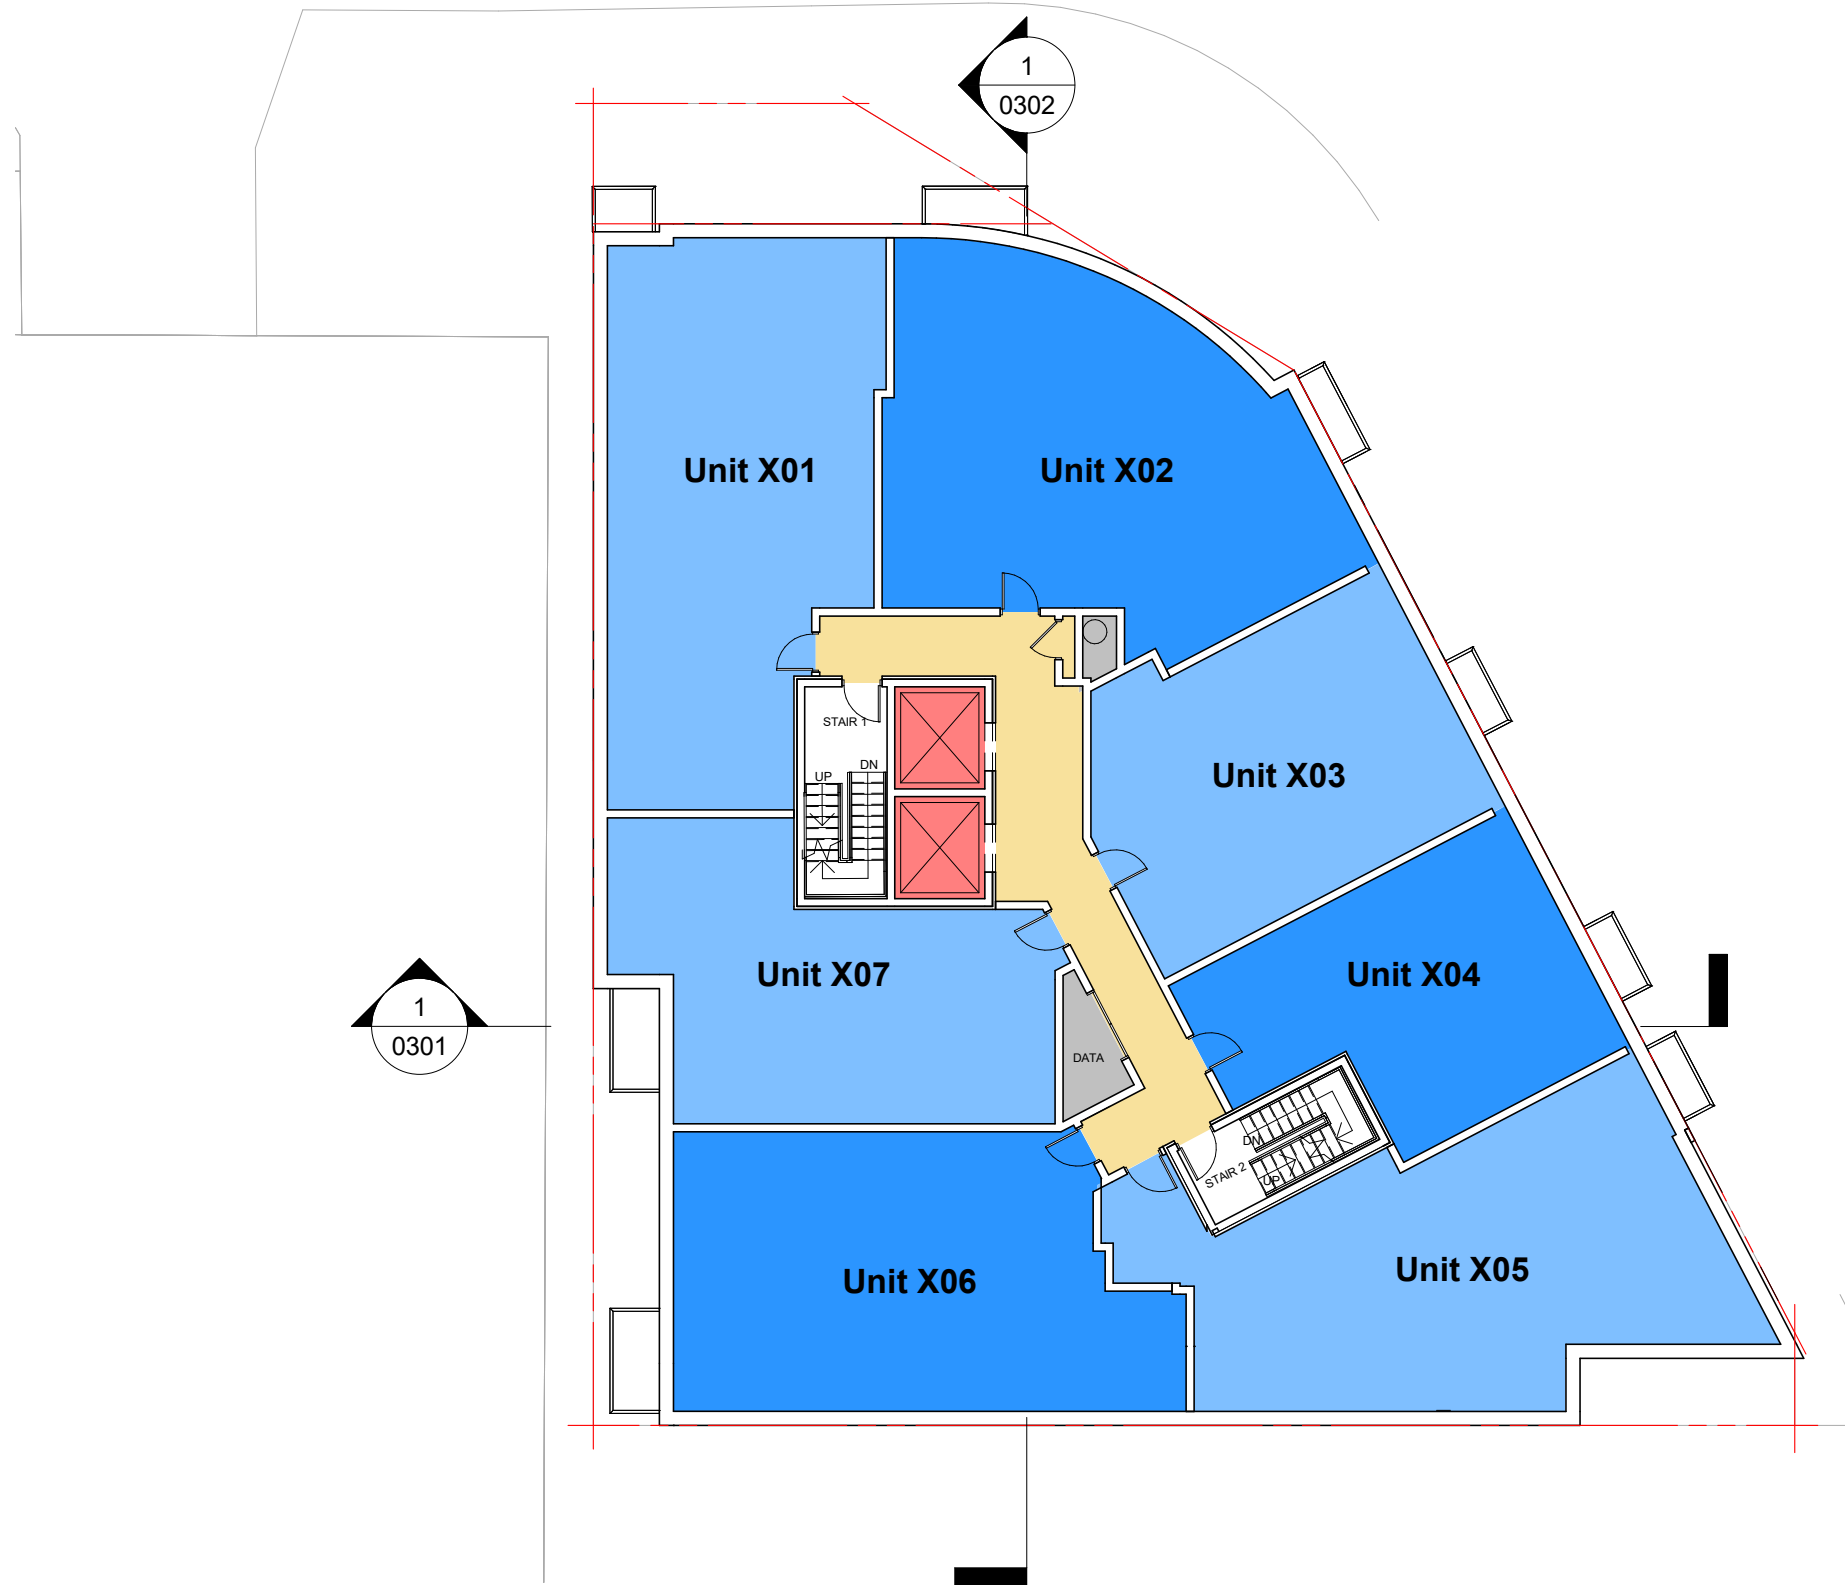 1
0302
Unit X01
Unit X02
STAIR 1
UP
DN
Unit X03
Unit X07
Unit X04
1
0301
DATA
DN
UP
STAIR 2
Unit X06
Unit X05